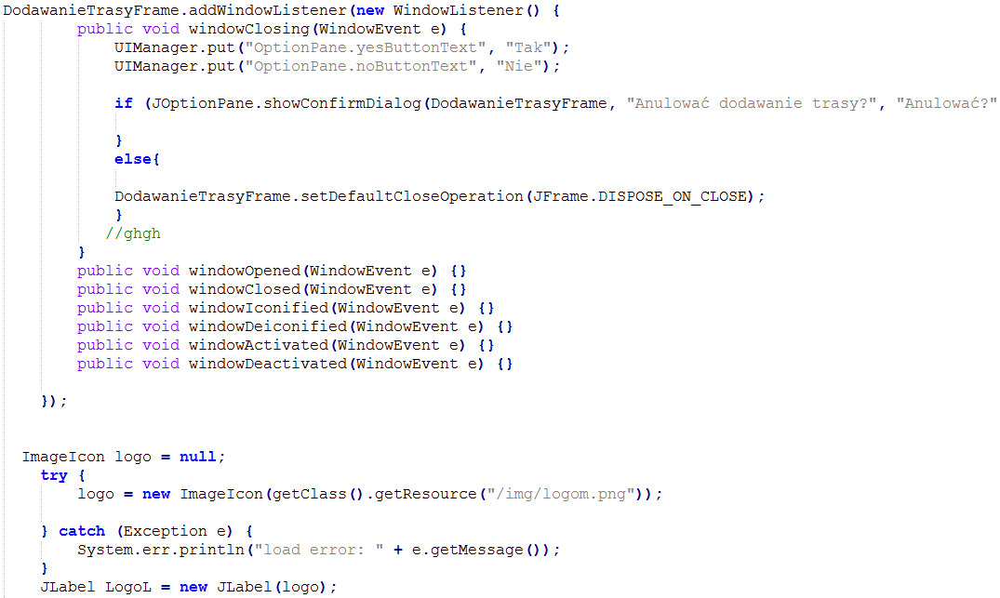 DodawanieTrasyFrame.addWindowListener(new WindowListener() {
public void windowClosing(WindowEvent e) {
UIManager.put("OptionPane.yesButtonText", "Tak");
UIManager.put("OptionPane.noButtonText", "Nie");
if (JOptionPane.showConfirmDialog(DodawanieTrasyFrame, "Anulować dodawanie trasy?", "Anulować?"
}
else{
DodawanieTrasyFrame.setDefaultCloseOperation(JFrame.DISPOSE_ON_CLOSE);
}
//ghgh
}
public void windowOpened(WindowEvent e) {}
public void windowClosed(WindowEvent e) {}
public void windowIconified(WindowEvent e) {}
public void windowDeiconified(WindowEvent e) {}
public void windowActivated(WindowEvent e) {}
public void windowDeactivated(WindowEvent e) {}
});
ImageIcon logo = null;
try {
logo = new ImageIcon(getClass().getResource("/img/logom.png"));
} catch (Exception e) {
System.err.println("load error: " + e.getMessage());
}
JLabel LogoL = new JLabel(logo);